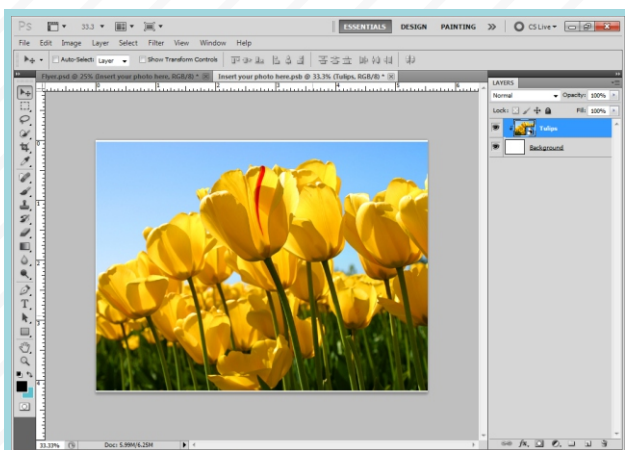 Ps 33.3 ESSENTIALS DESIGN PAINTING CS Live
File Edit Image Layer Select Filter View Window Help
Auto-Select: Layer Show Transform Controls
Flyer.psd @ 25% (Insert your photo here, RGB/8) * Insert your photo here.psb @ 33.3% (Tulips, RGB/8) *
LAYERS
Normal Opacity: 100%
Lock: Fill: 100%
Tulips
Background
33.33% Doc: 5.99M/6.25M